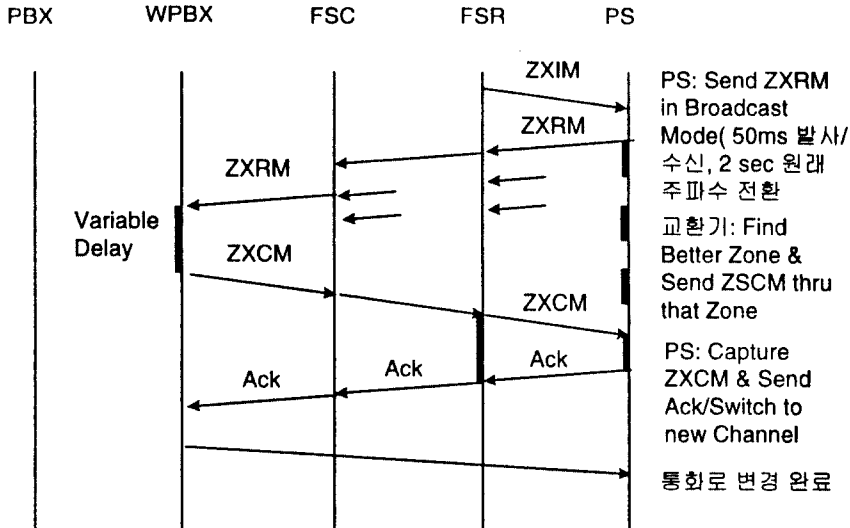 PBX WPBX FSC FSR PS
ZXIM
ZXRM
ZXRM
Variable
Delay
ZXCM
ZXCM
Ack
Ack
Ack
PS: Send ZXRM
in Broadcast
Mode( 50ms 발사/
수신, 2 sec 원래
주파수 전환
교환기: Find
Better Zone &
Send ZSCM thru
that Zone
PS: Capture
ZXCM & Send
Ack/Switch to
new Channel
통화로 변경 완료